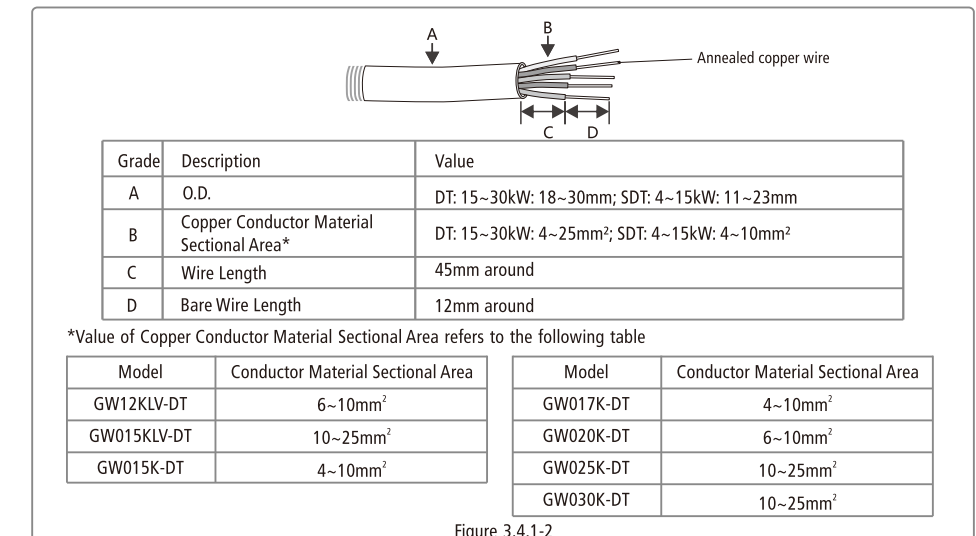 A
B
Annealed copper wire
C D
Grade Description Value
A O.D. DT: 15~30kW: 18~30mm; SDT: 4~15kW: 11~23mm
B Copper Conductor Material Sectional Area* DT: 15~30kW: 4~25mm²; SDT: 4~15kW: 4~10mm²
C Wire Length 45mm around
D Bare Wire Length 12mm around
*Value of Copper Conductor Material Sectional Area refers to the following table
Model Conductor Material Sectional Area
GW12KLV-DT 6~10mm²
GW015KLV-DT 10~25mm²
GW015K-DT 4~10mm²
Model Conductor Material Sectional Area
GW017K-DT 4~10mm²
GW020K-DT 6~10mm²
GW025K-DT 10~25mm²
GW030K-DT 10~25mm²
Figure 3.4.1-2